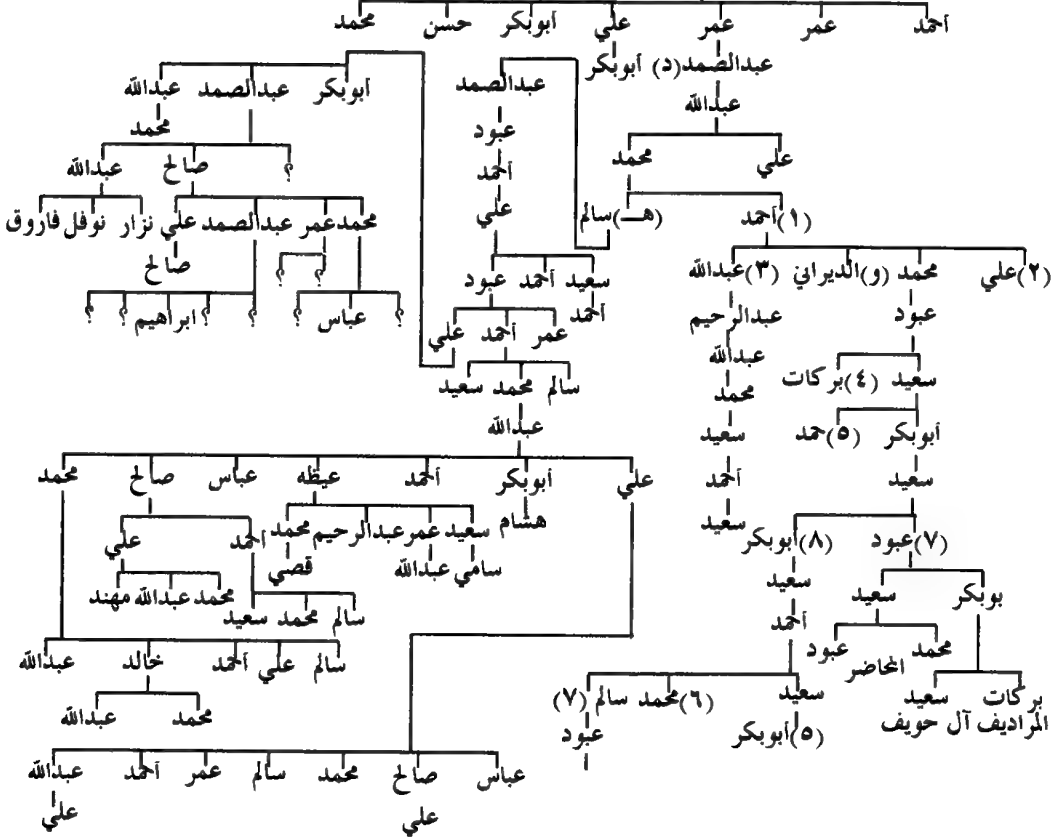 أحمد عمر عمر علي أبوبكر حسن محمد
عبدالصمد (د) أبوبكر عبدالصمد أبوبكر عبدالصمد عبدالله
عبدالله
عبود محمد
علي محمد أحمد ؟ صالح عبدالله
(١) أحمد (هـ) سالم علي محمد عمر عبدالصمد علي نزار نوفل فاروق
(٢) علي محمد (و) الديراني (٣) عبدالله سعيد أحمد عبود ؟ ؟ صالح
عبود عبدالرحيم أحمد عمر أحمد علي ؟ عباس ؟ ؟ ؟ ابراهيم ؟ ؟
عبدالله
سعيد (٤) بركات محمد سالم محمد سعيد
أبوبكر (٥) حمد سعيد عبدالله
سعيد أحمد علي أبوبكر أحمد عيظه عباس صالح محمد
سعيد هشام
(٧) عبود (٨) أبوبكر سعيد عمر عبدالرحيم محمد أحمد علي
سعيد سامي عبدالله قصي
بوبكر سعيد أحمد محمد عبدالله مهند
سالم محمد سعيد
محمد عبود سالم علي أحمد خالد عبدالله
المحاضر
بركات سعيد سعيد (٦) محمد سالم (٧) محمد عبدالله
المراديف آل حويف (٥) أبوبكر عبود
عباس صالح محمد سالم عمر أحمد عبدالله
علي علي